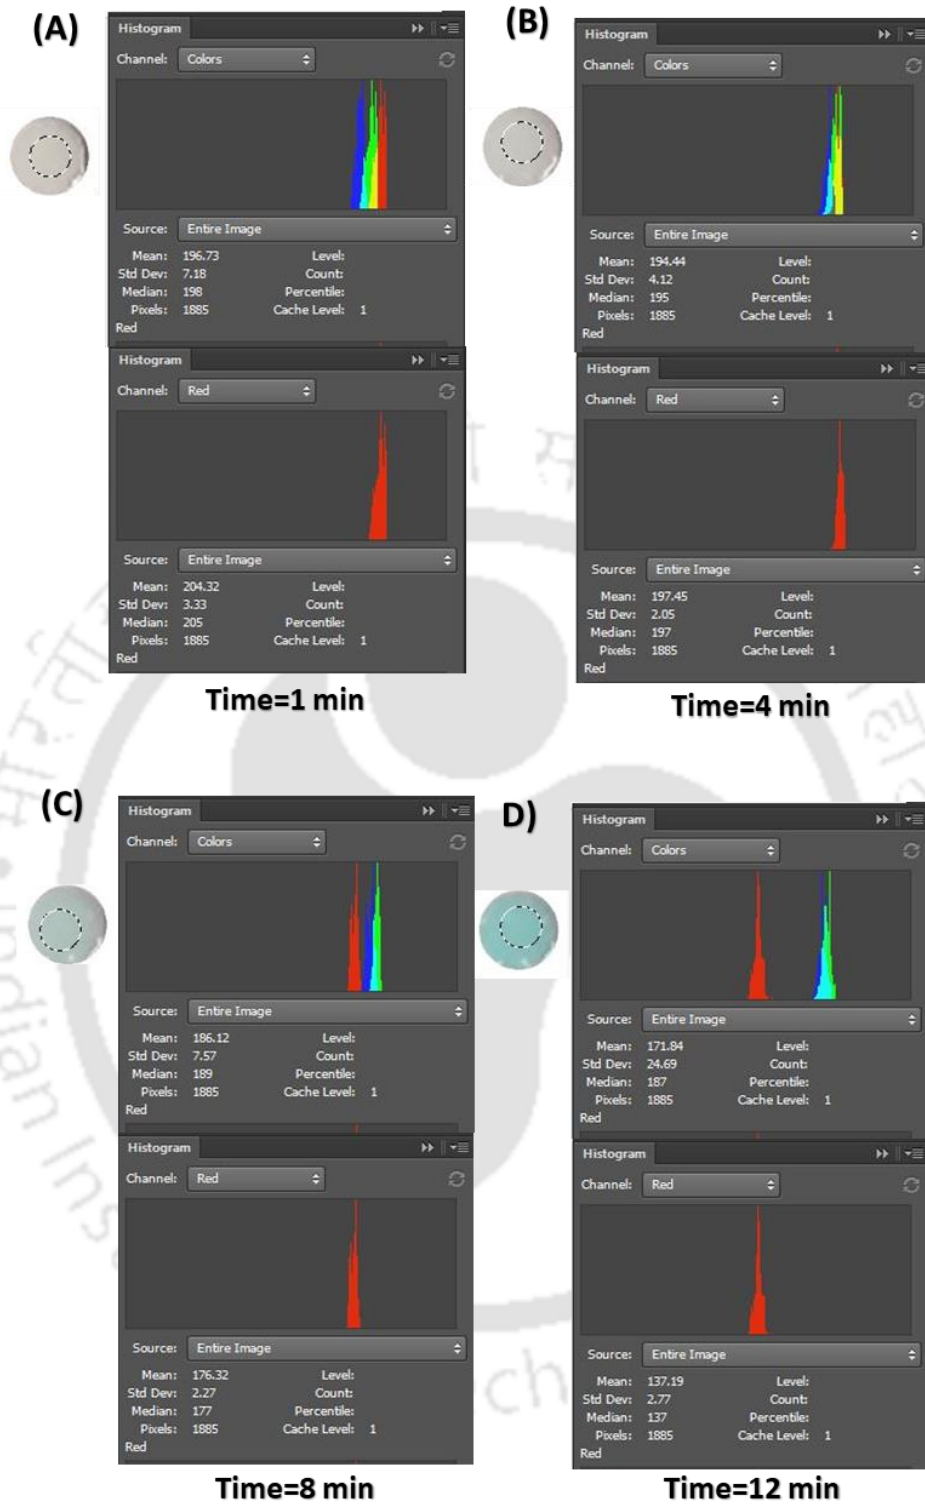 (A)
Histogram
Channel: Colors
Source: Entire Image
Mean: 196.73 Level:
Std Dev: 7.18 Count:
Median: 198 Percentile:
Pixels: 1885 Cache Level: 1
Red
Histogram
Channel: Red
Source: Entire Image
Mean: 204.32 Level:
Std Dev: 3.33 Count:
Median: 205 Percentile:
Pixels: 1885 Cache Level: 1
Red
Time=1 min
(B)
Histogram
Channel: Colors
Source: Entire Image
Mean: 194.44 Level:
Std Dev: 4.12 Count:
Median: 195 Percentile:
Pixels: 1885 Cache Level: 1
Red
Histogram
Channel: Red
Source: Entire Image
Mean: 197.45 Level:
Std Dev: 2.05 Count:
Median: 197 Percentile:
Pixels: 1885 Cache Level: 1
Red
Time=4 min
(C)
Histogram
Channel: Colors
Source: Entire Image
Mean: 186.12 Level:
Std Dev: 7.57 Count:
Median: 189 Percentile:
Pixels: 1885 Cache Level: 1
Red
Histogram
Channel: Red
Source: Entire Image
Mean: 176.32 Level:
Std Dev: 2.27 Count:
Median: 177 Percentile:
Pixels: 1885 Cache Level: 1
Red
Time=8 min
D)
Histogram
Channel: Colors
Source: Entire Image
Mean: 171.84 Level:
Std Dev: 24.69 Count:
Median: 187 Percentile:
Pixels: 1885 Cache Level: 1
Red
Histogram
Channel: Red
Source: Entire Image
Mean: 137.19 Level:
Std Dev: 2.77 Count:
Median: 137 Percentile:
Pixels: 1885 Cache Level: 1
Red
Time=12 min
Indian